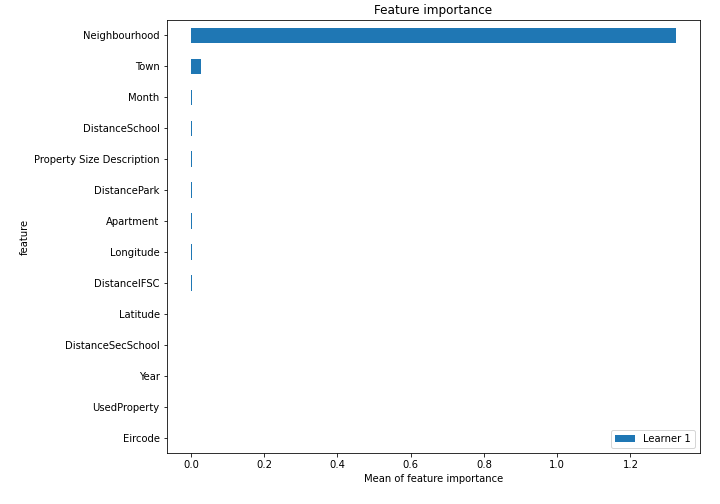 Feature importance
Neighbourhood
Town
Month
DistanceSchool
Property Size Description
DistancePark
Apartment
Longitude
DistanceIFSC
Latitude
DistanceSecSchool
Year
UsedProperty
Eircode
feature
Learner 1
0.0 0.2 0.4 0.6 0.8 1.0 1.2
Mean of feature importance